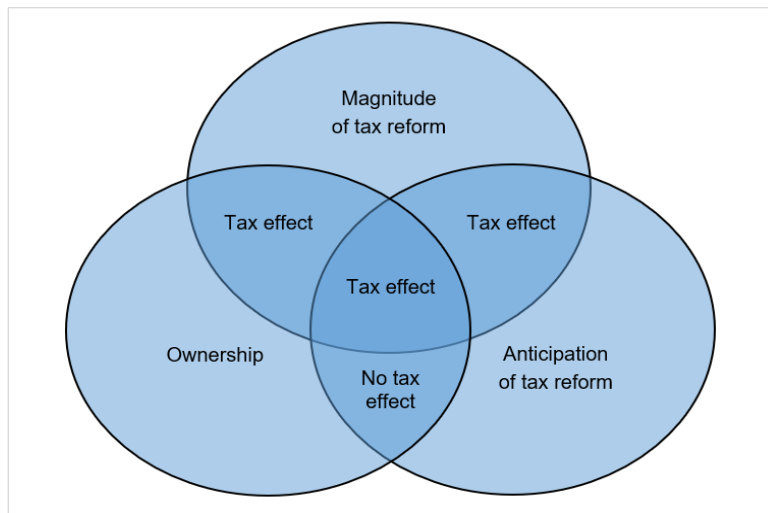 Magnitude
of tax reform
Tax effect
Tax effect
Tax effect
Ownership
Anticipation
of tax reform
No tax
effect